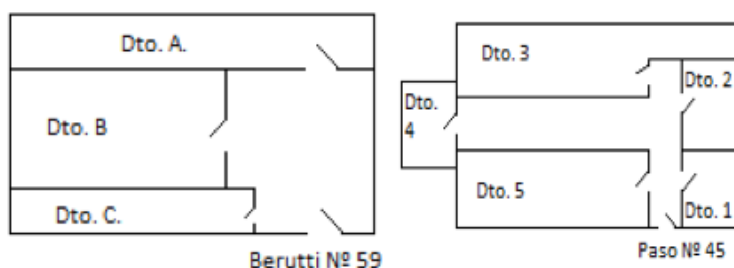 Dto. A.
Dto. B
Dto. C.
Berutti Nº 59
Dto. 3
Dto. 2
Dto.
4
Dto. 5
Dto. 1
Paso Nº 45